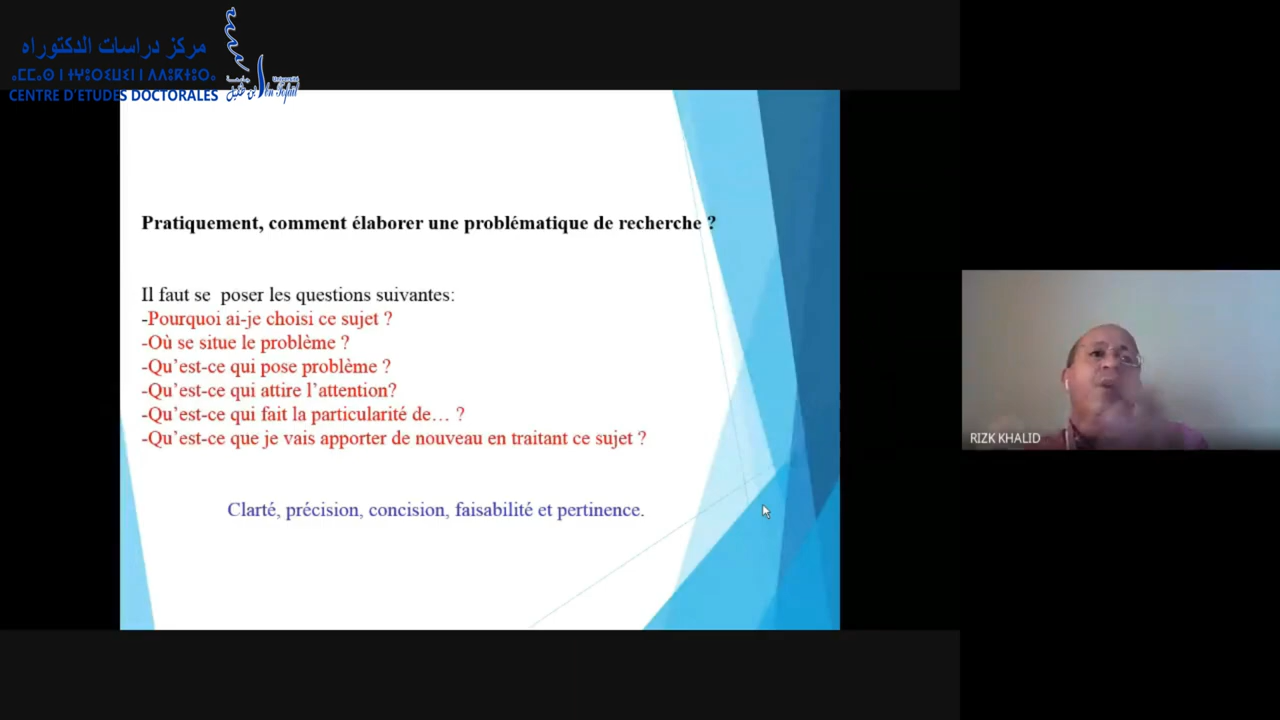 مركز دراسات الدكتوراه
CENTRE D'ETUDES DOCTORALES
Université
Ibn Tofail
Pratiquement, comment élaborer une problématique de recherche ?
Il faut se  poser les questions suivantes:
-Pourquoi ai-je choisi ce sujet ?
-Où se situe le problème ?
-Qu’est-ce qui pose problème ?
-Qu’est-ce qui attire l’attention?
-Qu’est-ce qui fait la particularité de… ?
-Qu’est-ce que je vais apporter de nouveau en traitant ce sujet ?
Clarté, précision, concision, faisabilité et pertinence.
RIZK KHALID